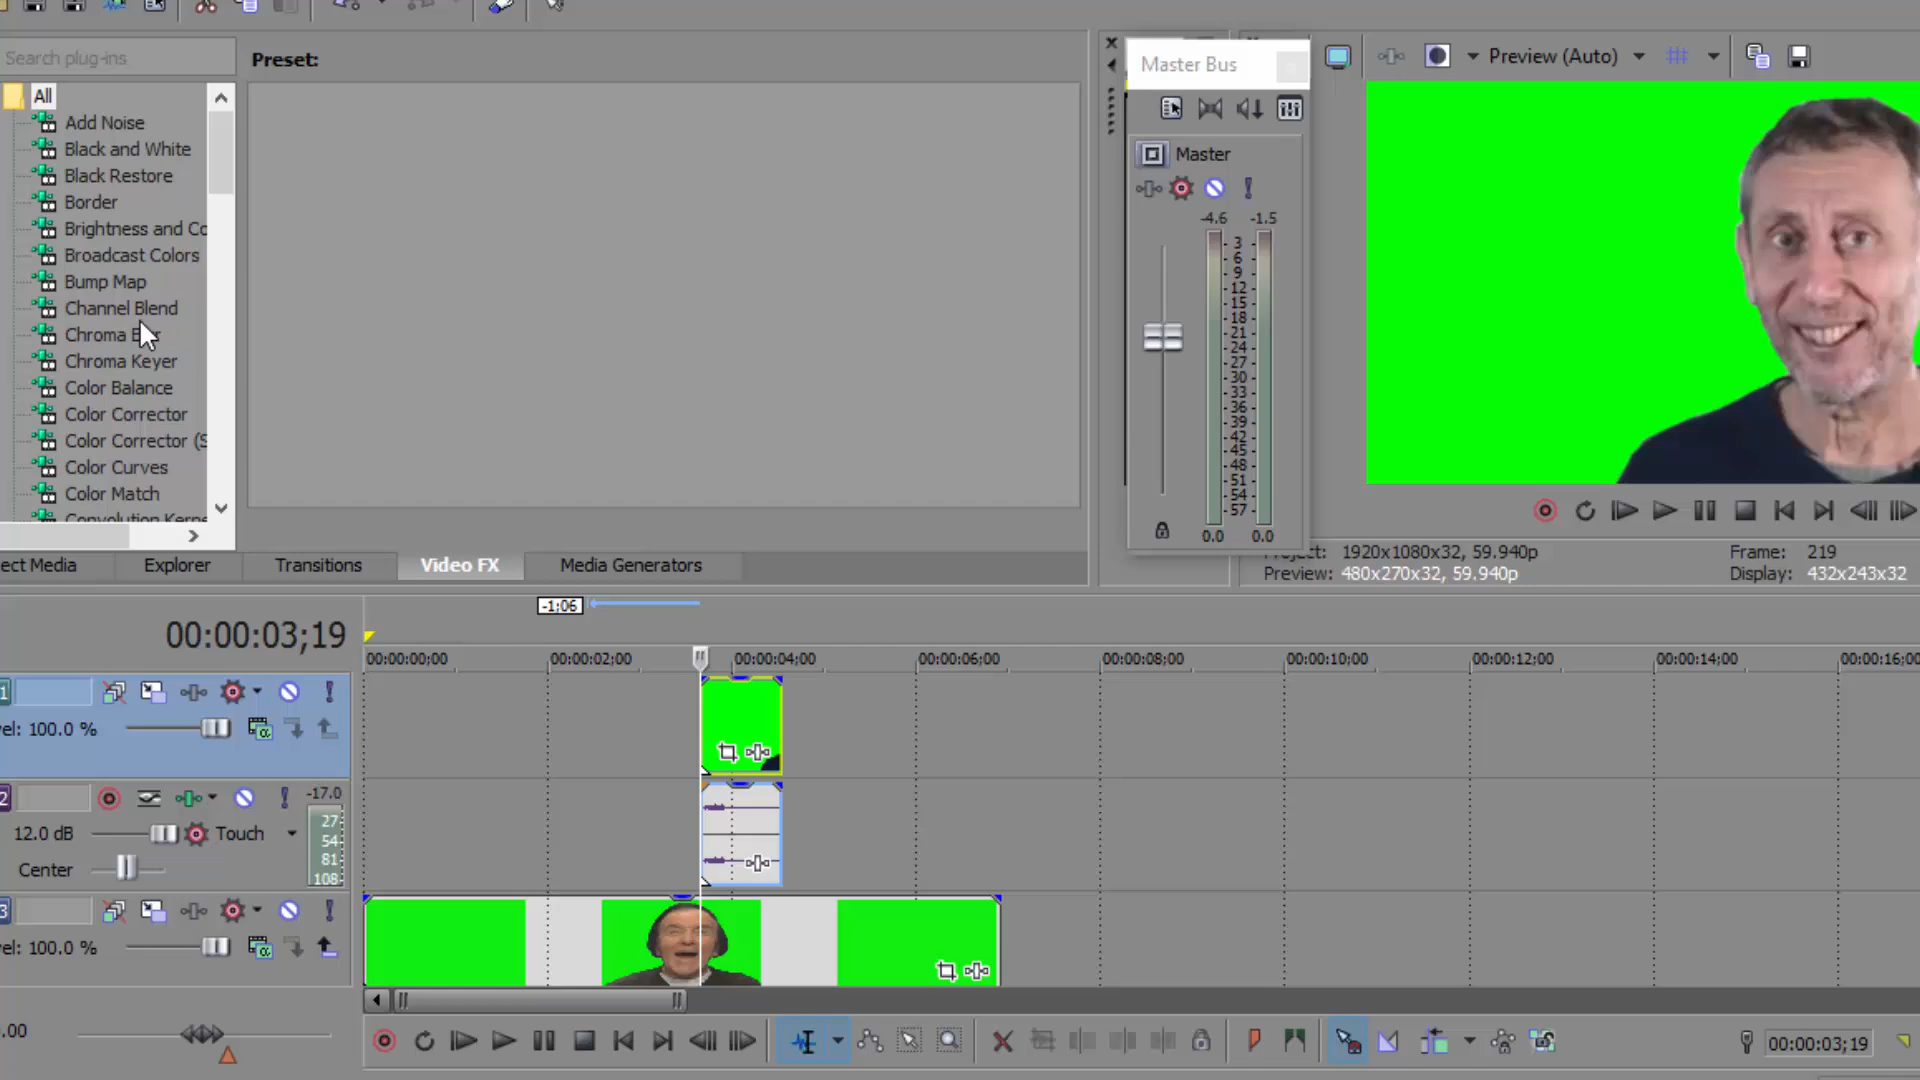 Search plug-ins
Preset:
All
Add Noise
Black and White
Black Restore
Border
Brightness and Co
Broadcast Colors
Bump Map
Channel Blend
Chroma
Chroma Keyer
Color Balance
Color Corrector
Color Corrector (S
Color Curves
Color Match
Master Bus
Master
-4.6 -1.5
3
6
9
12
15
18
21
24
27
30
33
36
39
42
45
48
51
54
57
0.0 0.0
Preview (Auto)
Project: 1920x1080x32, 59.940p
Preview: 480x270x32, 59.940p
Frame: 219
Display: 432x243x32
ect Media
Explorer
Transitions
Video FX
Media Generators
-1;06
00:00:03;19
00:00:00;00 00:00:02;00 00:00:04;00 00:00:06;00 00:00:08;00 00:00:10;00 00:00:12;00 00:00:14;00 00:00:16;00
1
vel: 100.0 %
2
-17.0
12.0 dB
Touch
Center
27
54
81
108
3
vel: 100.0 %
.00
00:00:03;19